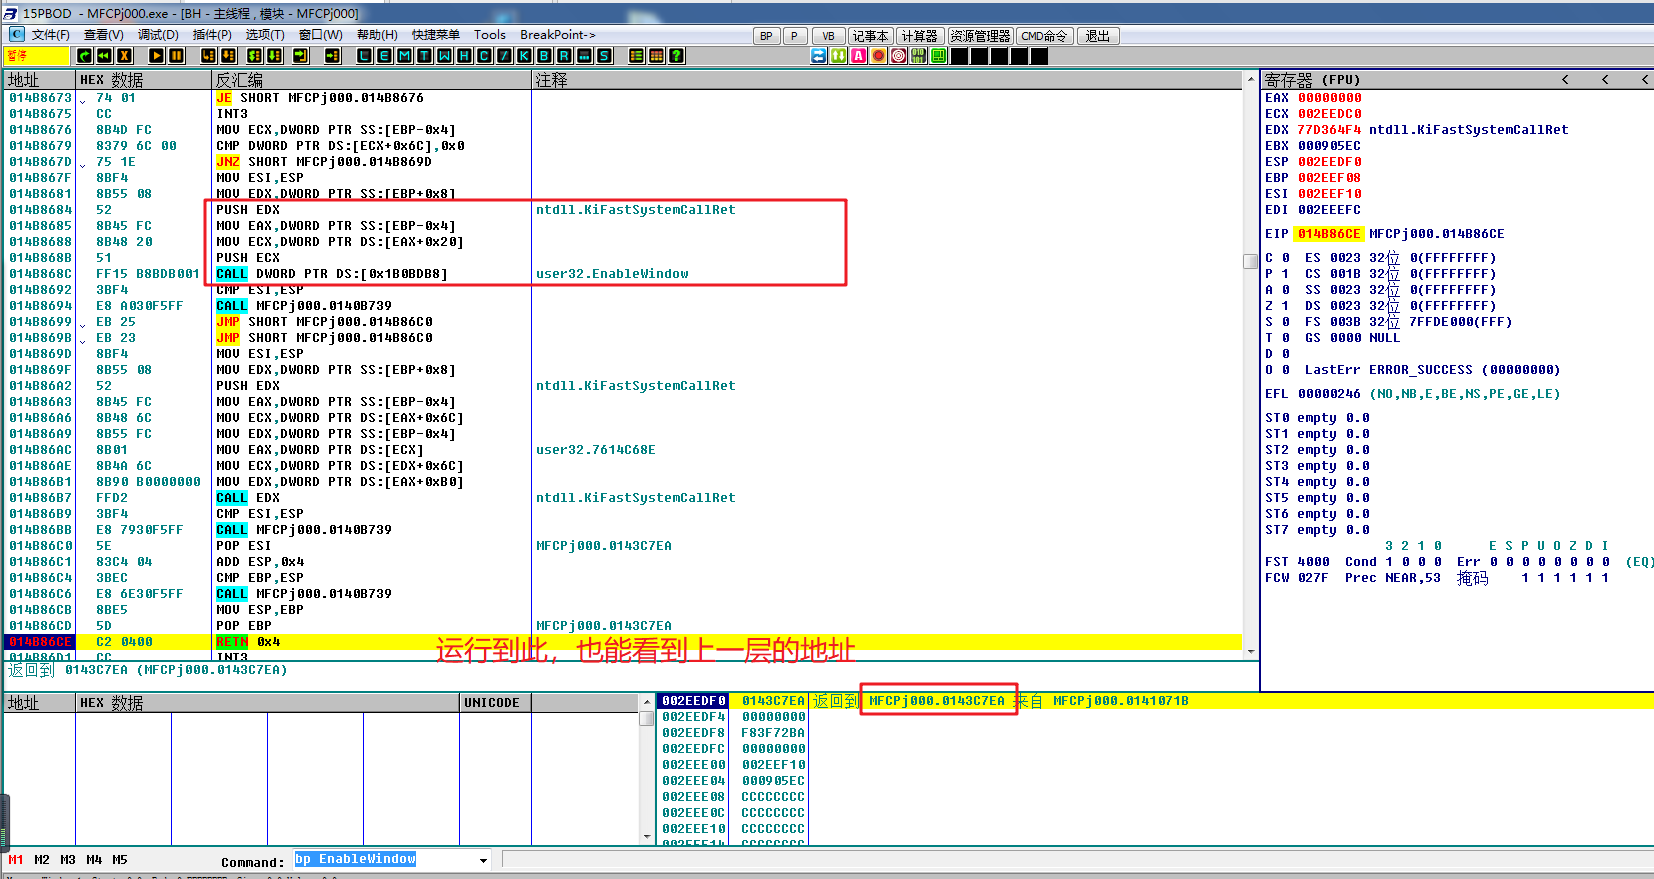 15PBOD - MFCPj000.exe - [BH - 主线程 , 模块 - MFCPj000]
文件(F) 查看(V) 调试(D) 插件(P) 选项(T) 窗口(W) 帮助(H) 快捷菜单 Tools BreakPoint-> BP P VB 记事本 计算器 资源管理器 CMD命令 退出
暂停 L E M T W H C / K B R ... S ?
地址 HEX 数据 反汇编 注释
014B8673 74 01 JE SHORT MFCPj000.014B8676
014B8675 CC INT3
014B8676 8B4D FC MOV ECX,DWORD PTR SS:[EBP-0x4]
014B8679 8379 6C 00 CMP DWORD PTR DS:[ECX+0x6C],0x0
014B867D 75 1E JNZ SHORT MFCPj000.014B869D
014B867F 8BF4 MOV ESI,ESP
014B8681 8B55 08 MOV EDX,DWORD PTR SS:[EBP+0x8]
014B8684 52 PUSH EDX ntdll.KiFastSystemCallRet
014B8685 8B45 FC MOV EAX,DWORD PTR SS:[EBP-0x4]
014B8688 8B48 20 MOV ECX,DWORD PTR DS:[EAX+0x20]
014B868B 51 PUSH ECX
014B868C FF15 B8BDB001 CALL DWORD PTR DS:[0x1B0BDB8] user32.EnableWindow
014B8692 3BF4 CMP ESI,ESP
014B8694 E8 A030F5FF CALL MFCPj000.0140B739
014B8699 EB 25 JMP SHORT MFCPj000.014B86C0
014B869B EB 23 JMP SHORT MFCPj000.014B86C0
014B869D 8BF4 MOV ESI,ESP
014B869F 8B55 08 MOV EDX,DWORD PTR SS:[EBP+0x8]
014B86A2 52 PUSH EDX ntdll.KiFastSystemCallRet
014B86A3 8B45 FC MOV EAX,DWORD PTR SS:[EBP-0x4]
014B86A6 8B48 6C MOV ECX,DWORD PTR DS:[EAX+0x6C]
014B86A9 8B55 FC MOV EDX,DWORD PTR SS:[EBP-0x4]
014B86AC 8B01 MOV EAX,DWORD PTR DS:[ECX] user32.7614C68E
014B86AE 8B4A 6C MOV ECX,DWORD PTR DS:[EDX+0x6C]
014B86B1 8B90 B0000000 MOV EDX,DWORD PTR DS:[EAX+0xB0]
014B86B7 FFD2 CALL EDX ntdll.KiFastSystemCallRet
014B86B9 3BF4 CMP ESI,ESP
014B86BB E8 7930F5FF CALL MFCPj000.0140B739
014B86C0 5E POP ESI MFCPj000.0143C7EA
014B86C1 83C4 04 ADD ESP,0x4
014B86C4 3BEC CMP EBP,ESP
014B86C6 E8 6E30F5FF CALL MFCPj000.0140B739
014B86CB 8BE5 MOV ESP,EBP
014B86CD 5D POP EBP MFCPj000.0143C7EA
014B86CE C2 0400 RETN 0x4
014B86D1 CC INT3
运行到此，也能看到上一层的地址
返回到 0143C7EA (MFCPj000.0143C7EA)
寄存器 (FPU) < < <
EAX 00000000
ECX 002EEDC0
EDX 77D364F4 ntdll.KiFastSystemCallRet
EBX 000905EC
ESP 002EEDF0
EBP 002EEF08
ESI 002EEF10
EDI 002EEEFC
EIP 014B86CE MFCPj000.014B86CE
C 0 ES 0023 32位 0(FFFFFFFF)
P 1 CS 001B 32位 0(FFFFFFFF)
A 0 SS 0023 32位 0(FFFFFFFF)
Z 1 DS 0023 32位 0(FFFFFFFF)
S 0 FS 003B 32位 7FFDE000(FFF)
T 0 GS 0000 NULL
D 0
O 0 LastErr ERROR_SUCCESS (00000000)
EFL 00000246 (NO,NB,E,BE,NS,PE,GE,LE)
ST0 empty 0.0
ST1 empty 0.0
ST2 empty 0.0
ST3 empty 0.0
ST4 empty 0.0
ST5 empty 0.0
ST6 empty 0.0
ST7 empty 0.0
3 2 1 0 E S P U O Z D I
FST 4000 Cond 1 0 0 0 Err 0 0 0 0 0 0 0 0 (EQ)
FCW 027F Prec NEAR,53 掩码 1 1 1 1 1 1
地址 HEX 数据 UNICODE
002EEDF0 0143C7EA 返回到 MFCPj000.0143C7EA 来自 MFCPj000.0141071B
002EEDF4 00000000
002EEDF8 F83F72BA
002EEDFC 00000000
002EEE00 002EEF10
002EEE04 000905EC
002EEE08 CCCCCCCC
002EEE0C CCCCCCCC
002EEE10 CCCCCCCC
002EEE14 CCCCCCCC
M1 M2 M3 M4 M5 Command: bp EnableWindow